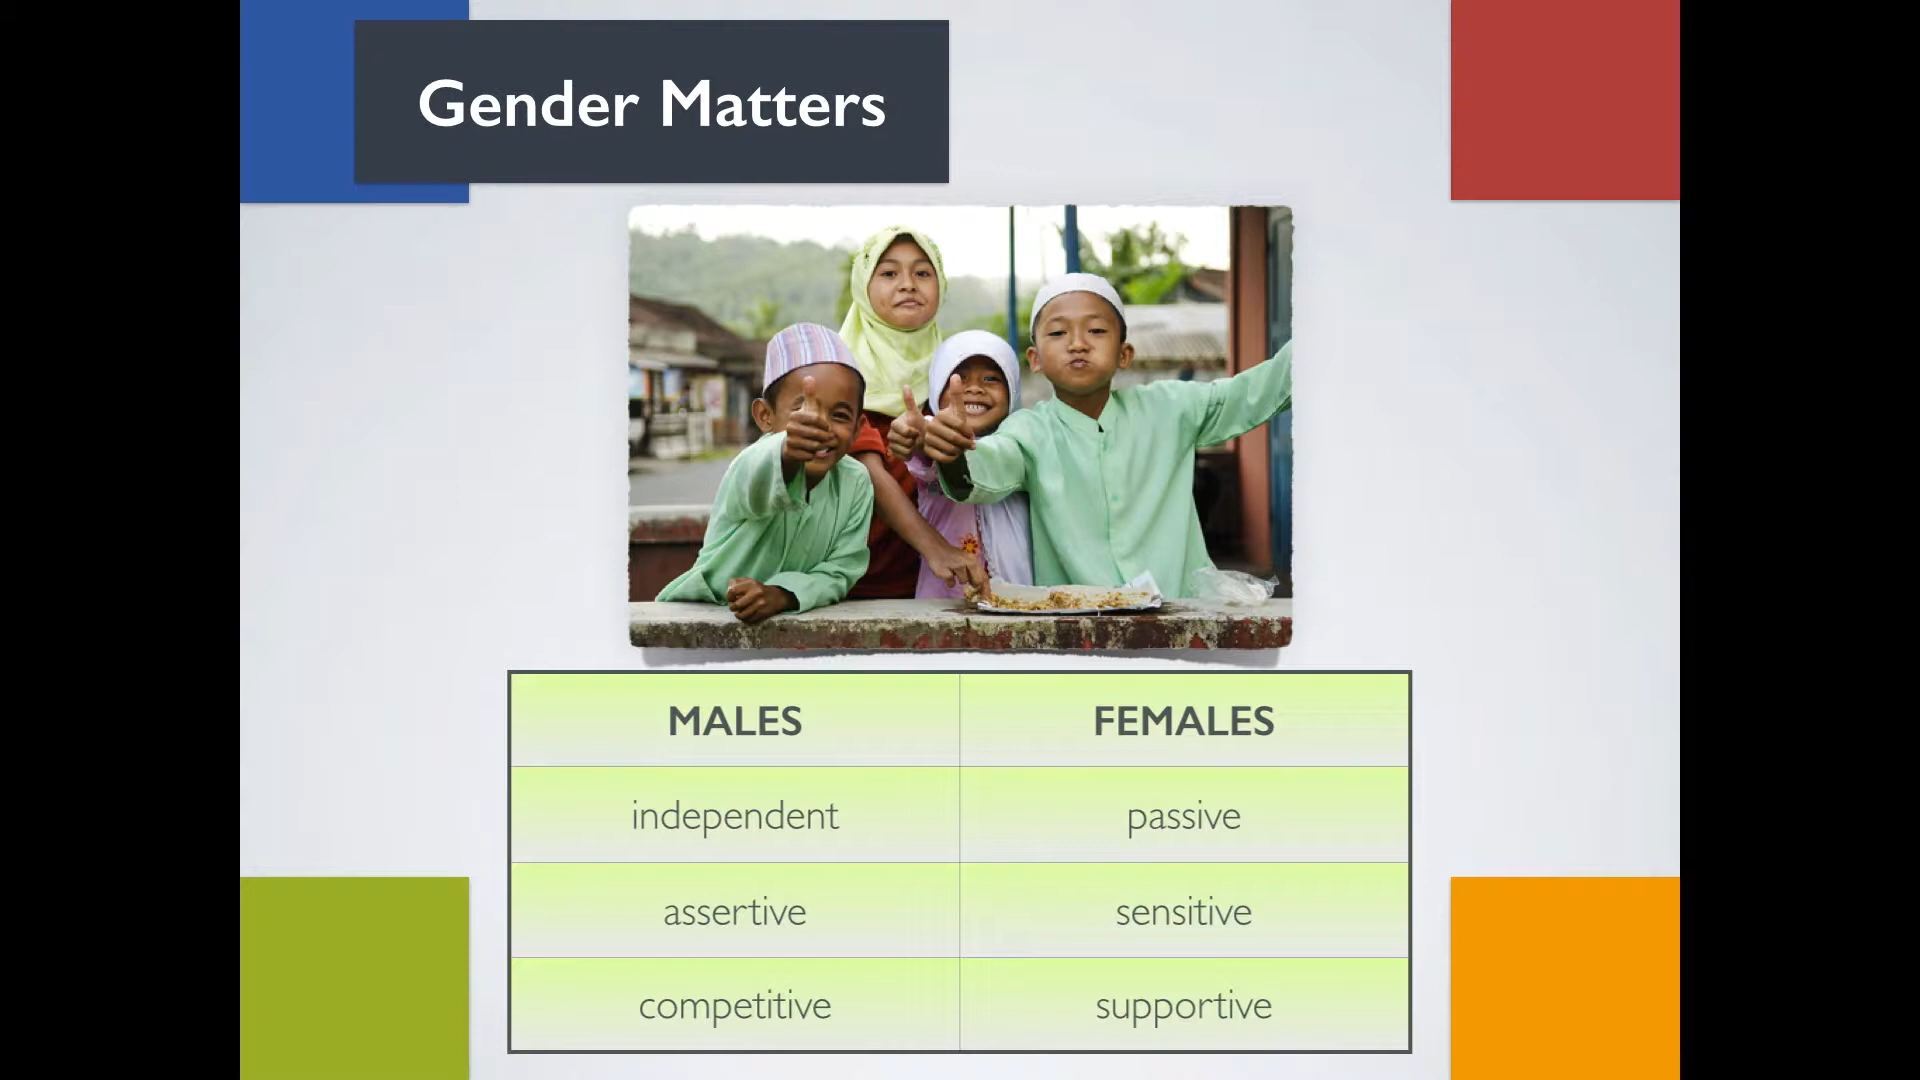 Gender Matters
MALES FEMALES
independent passive
assertive sensitive
competitive supportive